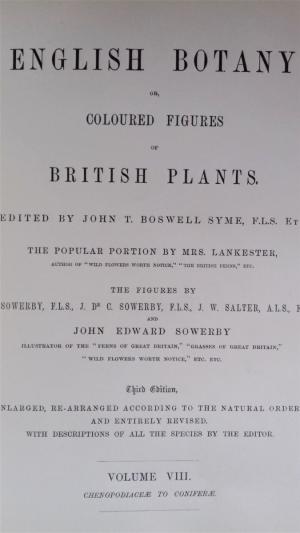 ENGLISH BOTANY
OR,
COLOURED FIGURES
OF
BRITISH PLANTS.
EDITED BY JOHN T. BOSWELL SYME, F.L.S. ET
THE POPULAR PORTION BY MRS. LANKESTER,
AUTHOR OF "WILD FLOWERS WORTH NOTICE," "THE BRITISH FERNS," ETC.
THE FIGURES BY
SOWERBY, F.L.S., J. DE C. SOWERBY, F.L.S., J. W. SALTER, A.L.S., F
AND
JOHN EDWARD SOWERBY
ILLUSTRATOR OF THE "FERNS OF GREAT BRITAIN," "GRASSES OF GREAT BRITAIN,"
"WILD FLOWERS WORTH NOTICE," ETC. ETC.
Third Edition,
NLARGED, RE-ARRANGED ACCORDING TO THE NATURAL ORDER
AND ENTIRELY REVISED.
WITH DESCRIPTIONS OF ALL THE SPECIES BY THE EDITOR.
VOLUME VIII.
CHENOPODIACEÆ TO CONIFERÆ.